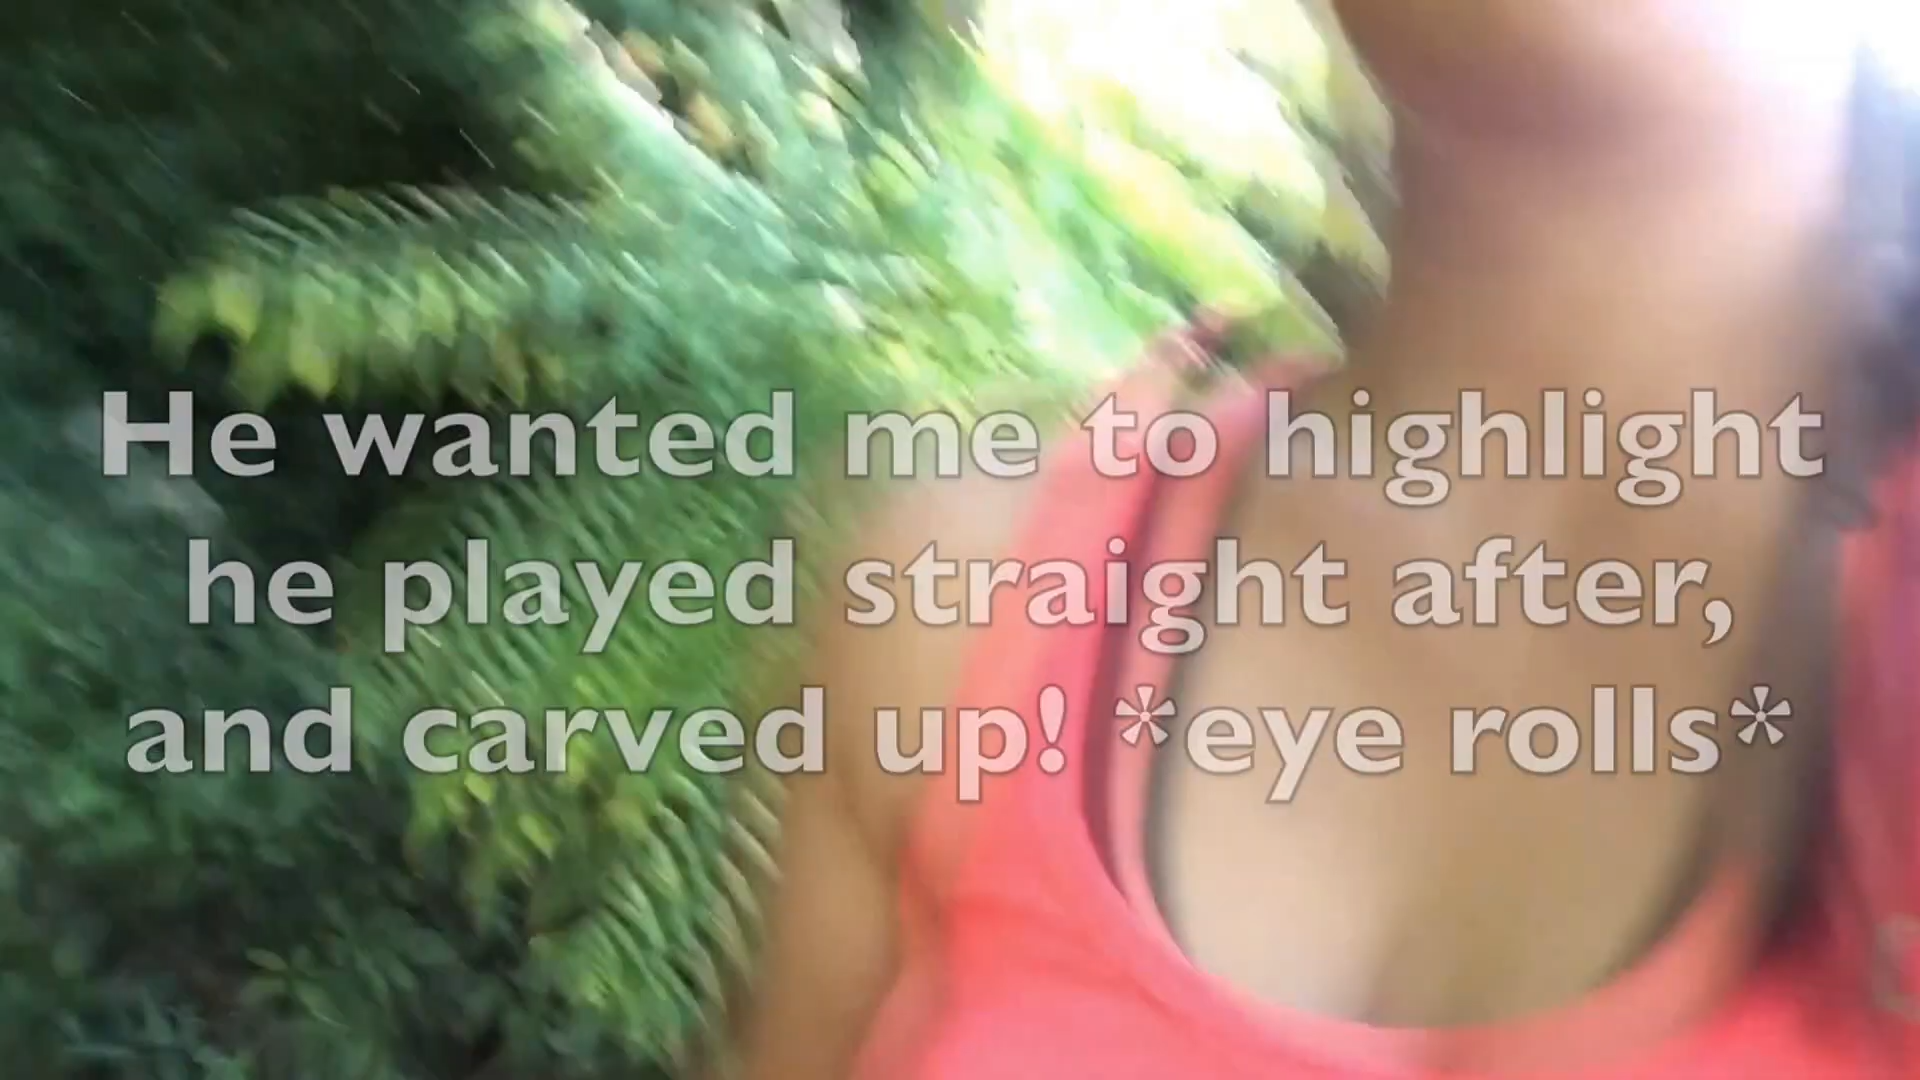 He wanted me to highlight
he played straight after,
and carved up! *eye rolls*